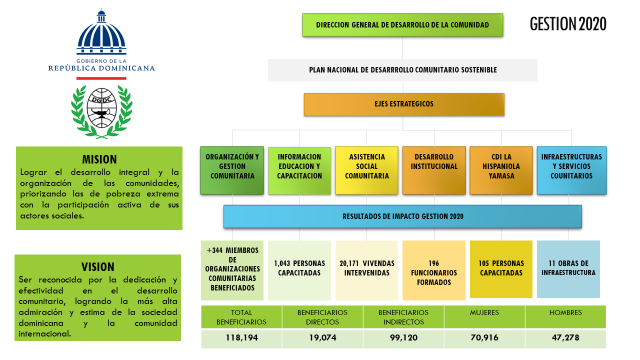 GOBIERNO DE LA
REPÚBLICA DOMINICANA
DGDC
DIRECCION GENERAL DE DESARROLLO DE LA COMUNIDAD
GESTION 2020
PLAN NACIONAL DE DESARRROLLO COMUNITARIO SOSTENIBLE
EJES ESTRATEGICOS
MISION
Lograr el desarrollo integral y la
organización de las comunidades,
priorizando las de pobreza extrema
con la participación activa de sus
actores sociales.
VISION
Ser reconocida por la dedicación y
efectividad en el desarrollo
comunitario, logrando la más alta
admiración y estima de la sociedad
dominicana y la comunidad
internacional.
ORGANIZACIÓN Y
GESTION
COMUNITARIA
INFORMACION
EDUCACION Y
CAPACITACION
ASISTENCIA
SOCIAL
COMUNITARIA
DESARROLLO
INSTITUCIONAL
CDI LA
HISPANIOLA
YAMASA
INFRAESTRUCTURAS
Y SERVICIOS
COUNITARIOS
RESULTADOS DE IMPACTO GESTION 2020
+344 MIEMBROS
DE
ORGANIZACIONES
COMUNITARIAS
BENEFICIADOS
1,043 PERSONAS
CAPACITADAS
20,171 VIVENDAS
INTERVENIDAS
196
FUNCIONARIOS
FORMADOS
105 PERSONAS
CAPACITADAS
11 OBRAS DE
INFRAESTRUCTURA
TOTAL
BENEFICIARIOS
BENEFICIARIOS
DIRECTOS
BENEFICIARIOS
INDIRECTOS
MUJERES
HOMBRES
118,194
19,074
99,120
70,916
47,278